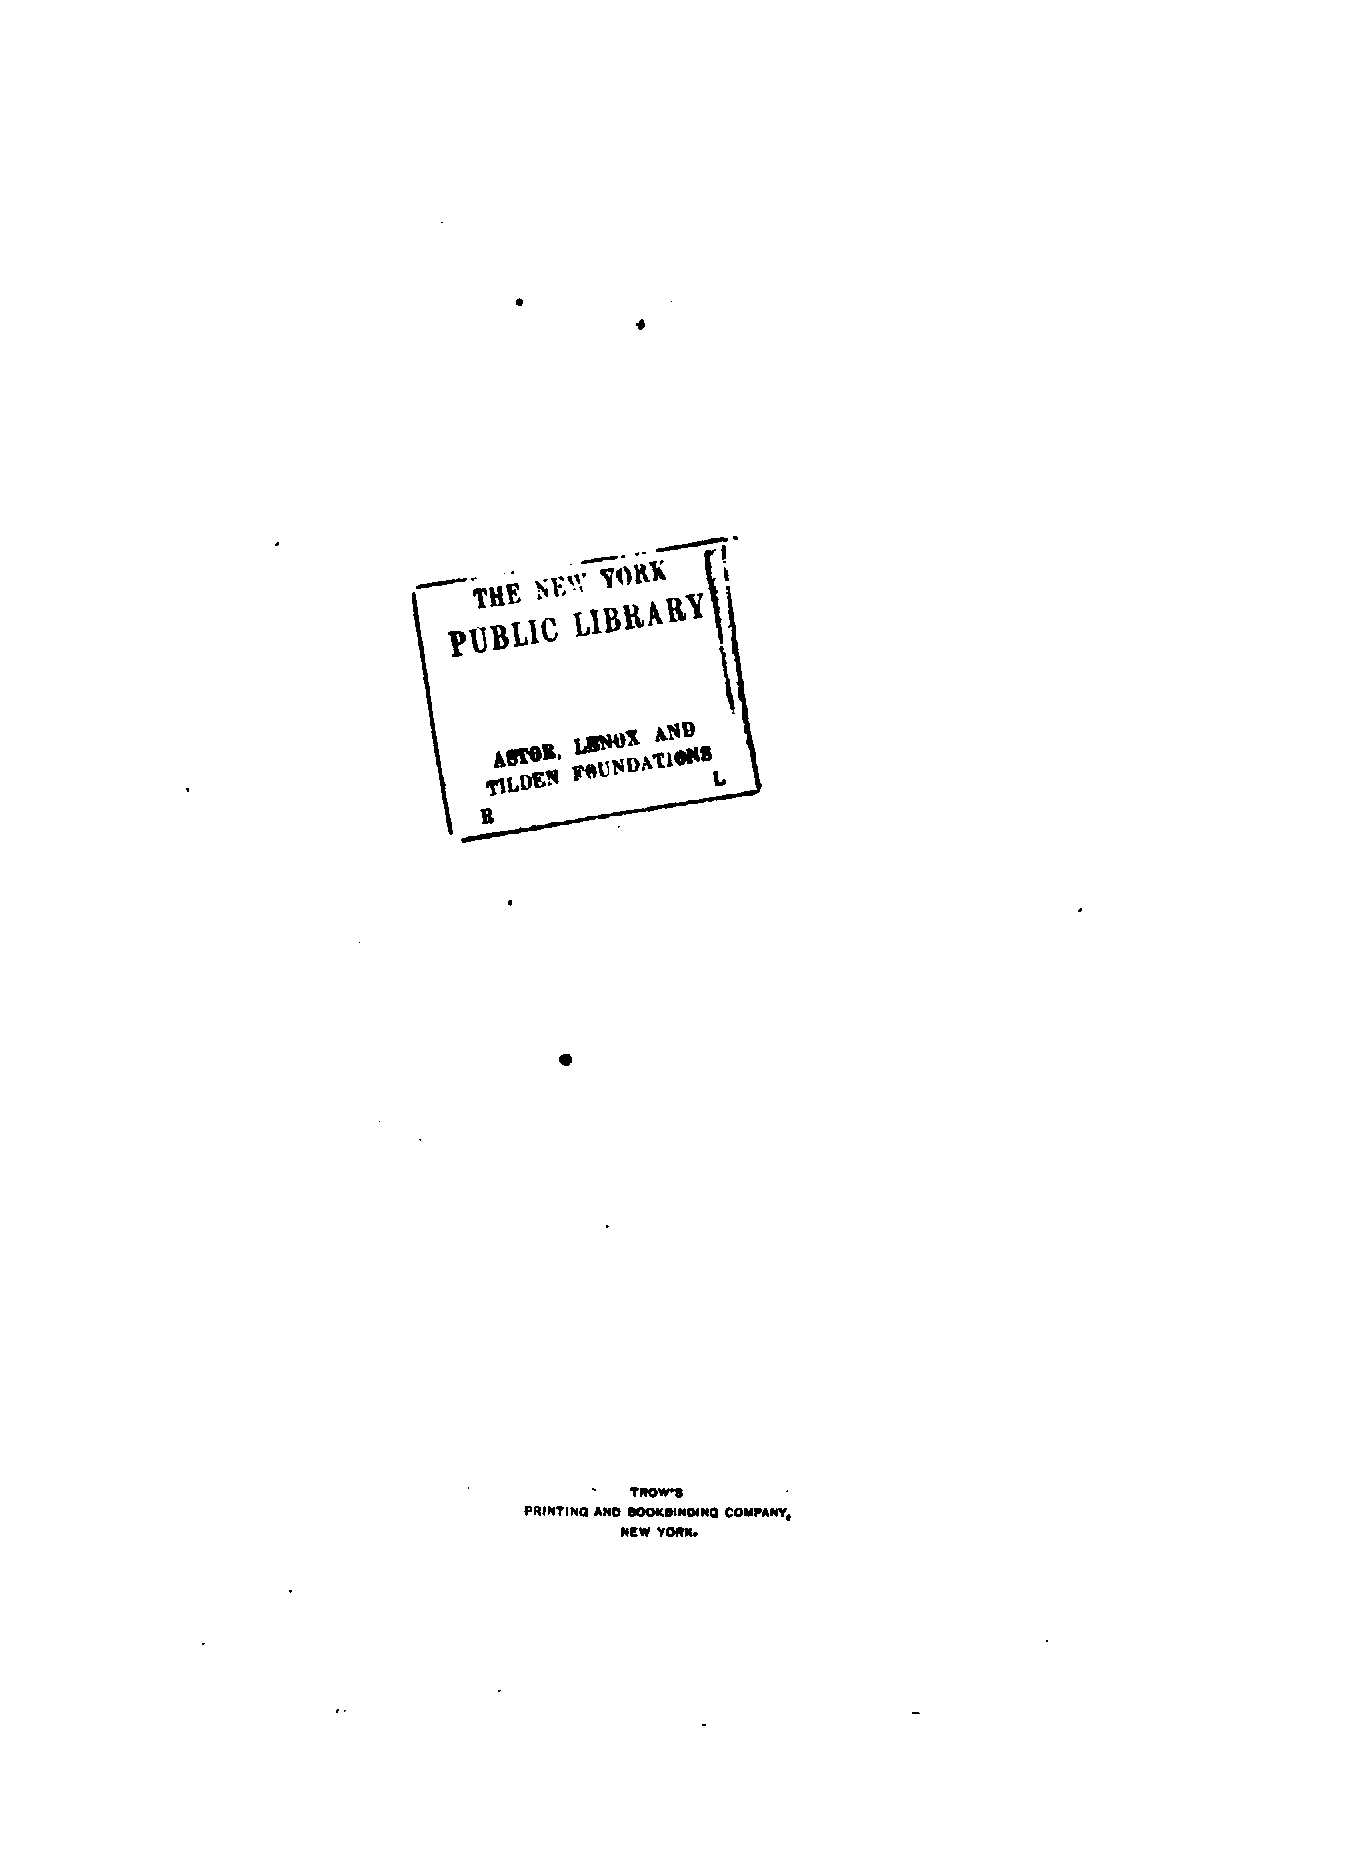 THE NEW YORK
PUBLIC LIBRARY
ASTOR, LENOX AND
TILDEN FOUNDATIONS
R L
TROW'S
PRINTING AND BOOKBINDING COMPANY,
NEW YORK.